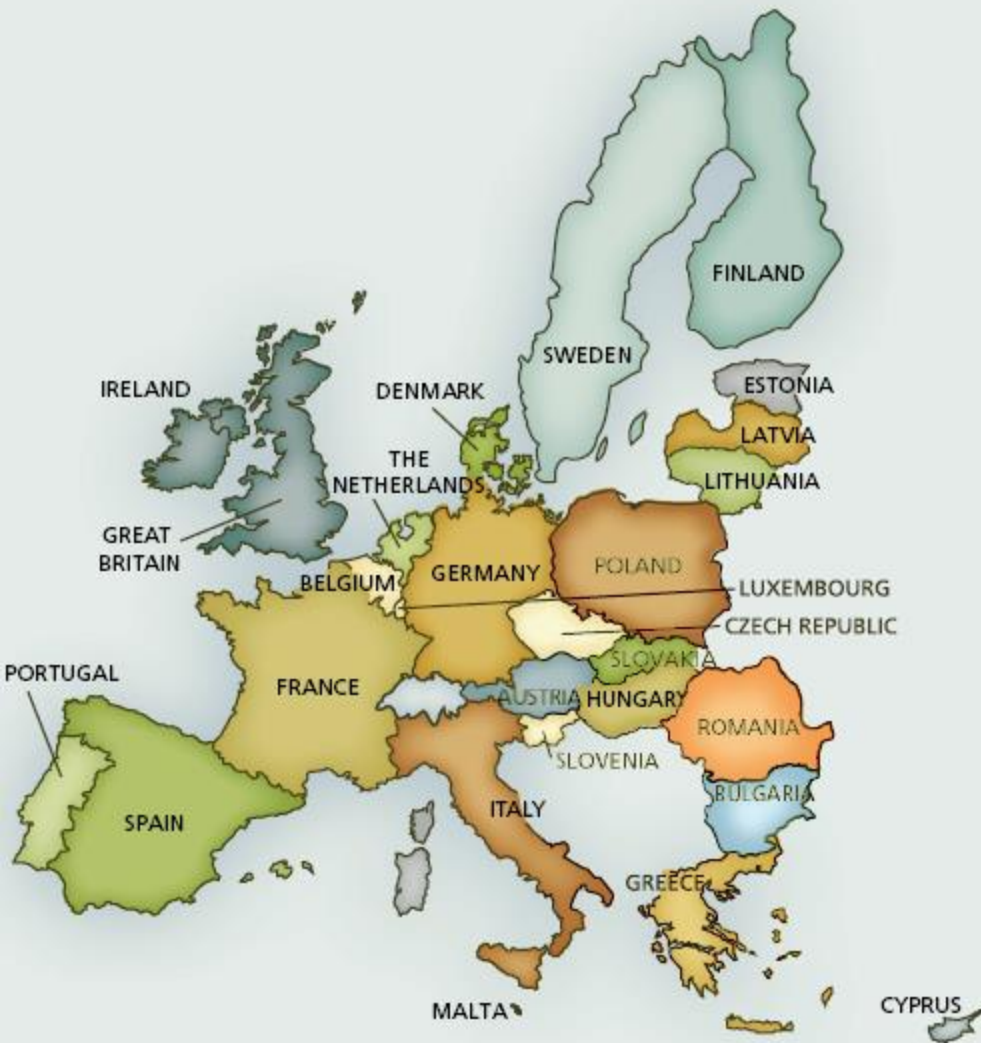 FINLAND
SWEDEN
IRELAND
DENMARK
ESTONIA
LATVIA
THE
NETHERLANDS
LITHUANIA
GREAT
BRITAIN
BELGIUM
GERMANY
POLAND
LUXEMBOURG
CZECH REPUBLIC
SLOVAKIA
PORTUGAL
FRANCE
AUSTRIA
HUNGARY
ROMANIA
SLOVENIA
BULGARIA
SPAIN
ITALY
GREECE
MALTA
CYPRUS